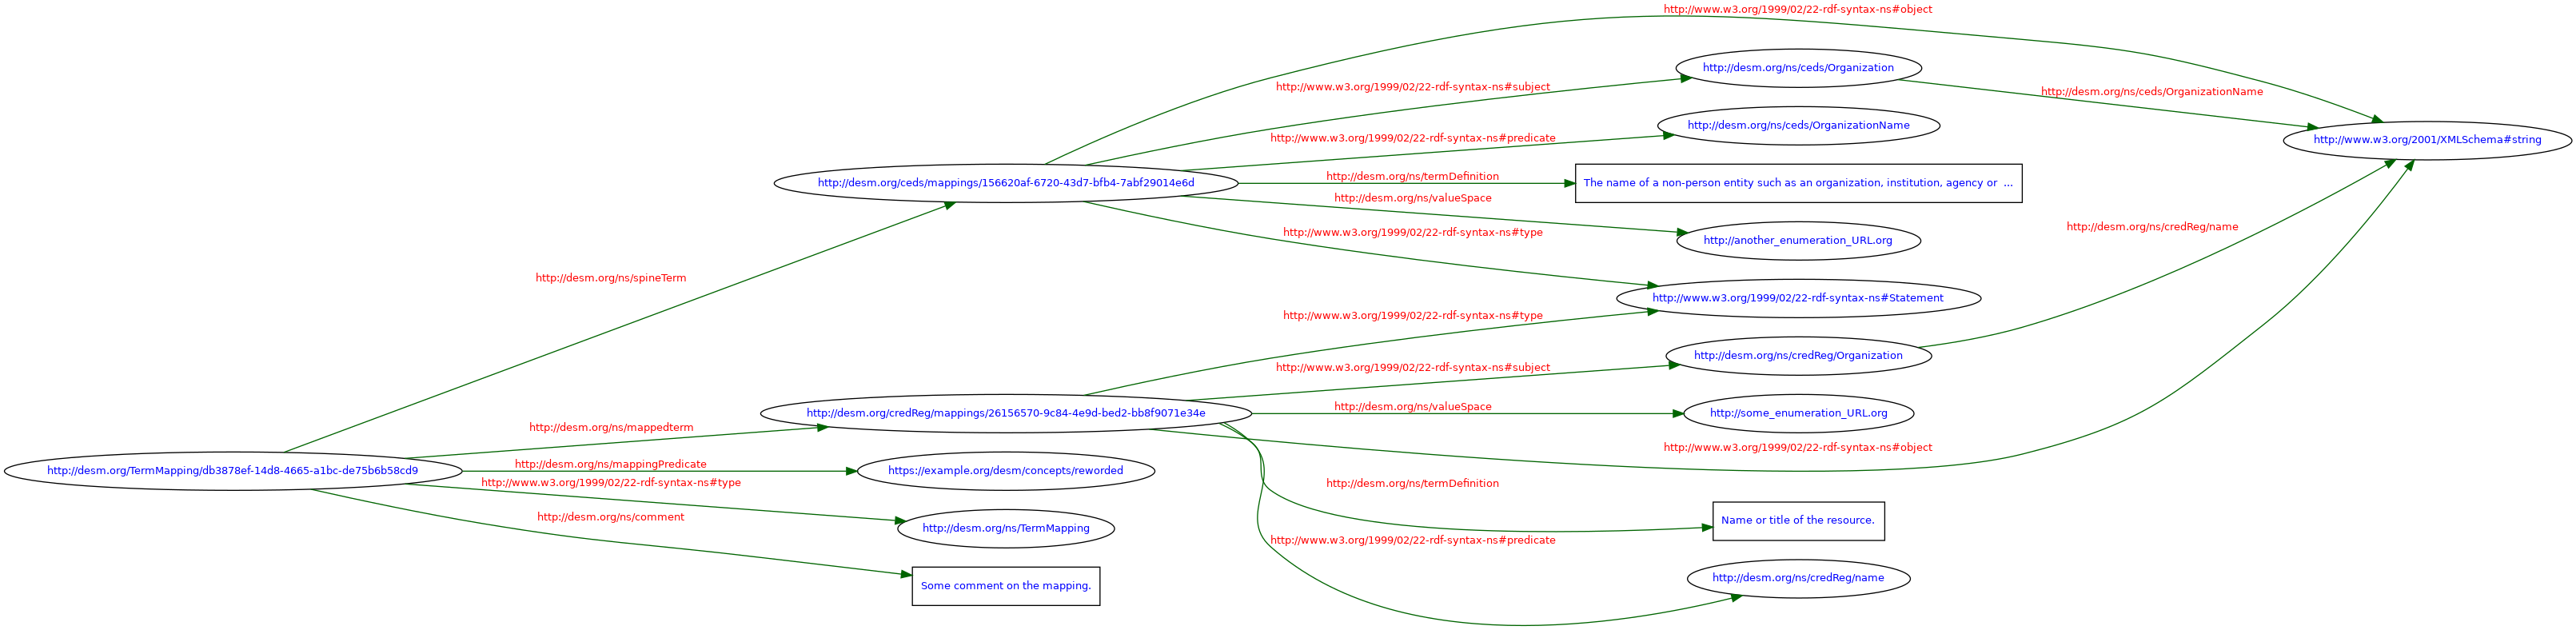 http://www.w3.org/1999/02/22-rdf-syntax-ns#object
http://desm.org/ns/ceds/Organization
http://www.w3.org/1999/02/22-rdf-syntax-ns#subject
http://desm.org/ns/ceds/OrganizationName
http://desm.org/ns/ceds/OrganizationName
http://www.w3.org/1999/02/22-rdf-syntax-ns#predicate
http://www.w3.org/2001/XMLSchema#string
http://desm.org/ns/termDefinition
http://desm.org/ceds/mappings/156620af-6720-43d7-bfb4-7abf29014e6d
The name of a non-person entity such as an organization, institution, agency or ...
http://desm.org/ns/valueSpace
http://desm.org/ns/credReg/name
http://www.w3.org/1999/02/22-rdf-syntax-ns#type
http://another_enumeration_URL.org
http://desm.org/ns/spineTerm
http://www.w3.org/1999/02/22-rdf-syntax-ns#Statement
http://www.w3.org/1999/02/22-rdf-syntax-ns#type
http://desm.org/ns/credReg/Organization
http://www.w3.org/1999/02/22-rdf-syntax-ns#subject
http://desm.org/ns/valueSpace
http://desm.org/credReg/mappings/26156570-9c84-4e9d-bed2-bb8f9071e34e
http://some_enumeration_URL.org
http://desm.org/ns/mappedterm
http://www.w3.org/1999/02/22-rdf-syntax-ns#object
http://desm.org/ns/mappingPredicate
http://desm.org/TermMapping/db3878ef-14d8-4665-a1bc-de75b6b58cd9
https://example.org/desm/concepts/reworded
http://www.w3.org/1999/02/22-rdf-syntax-ns#type
http://desm.org/ns/termDefinition
http://desm.org/ns/comment
Name or title of the resource.
http://desm.org/ns/TermMapping
http://www.w3.org/1999/02/22-rdf-syntax-ns#predicate
http://desm.org/ns/credReg/name
Some comment on the mapping.